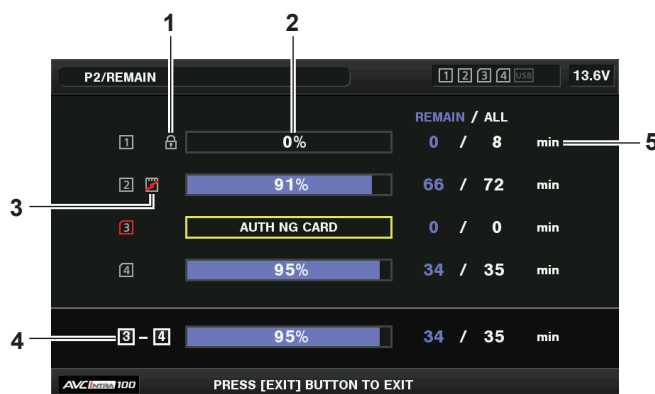 1 2
P2/REMAIN 1 2 3 4 USB 13.6V
REMAIN / ALL
1 0% 0 / 8 min 5
2 91% 66 / 72 min
3
3 AUTH NG CARD 0 / 0 min
4 95% 34 / 35 min
4 3 - 4 95% 34 / 35 min
AVC INTRA 100 PRESS [EXIT] BUTTON TO EXIT